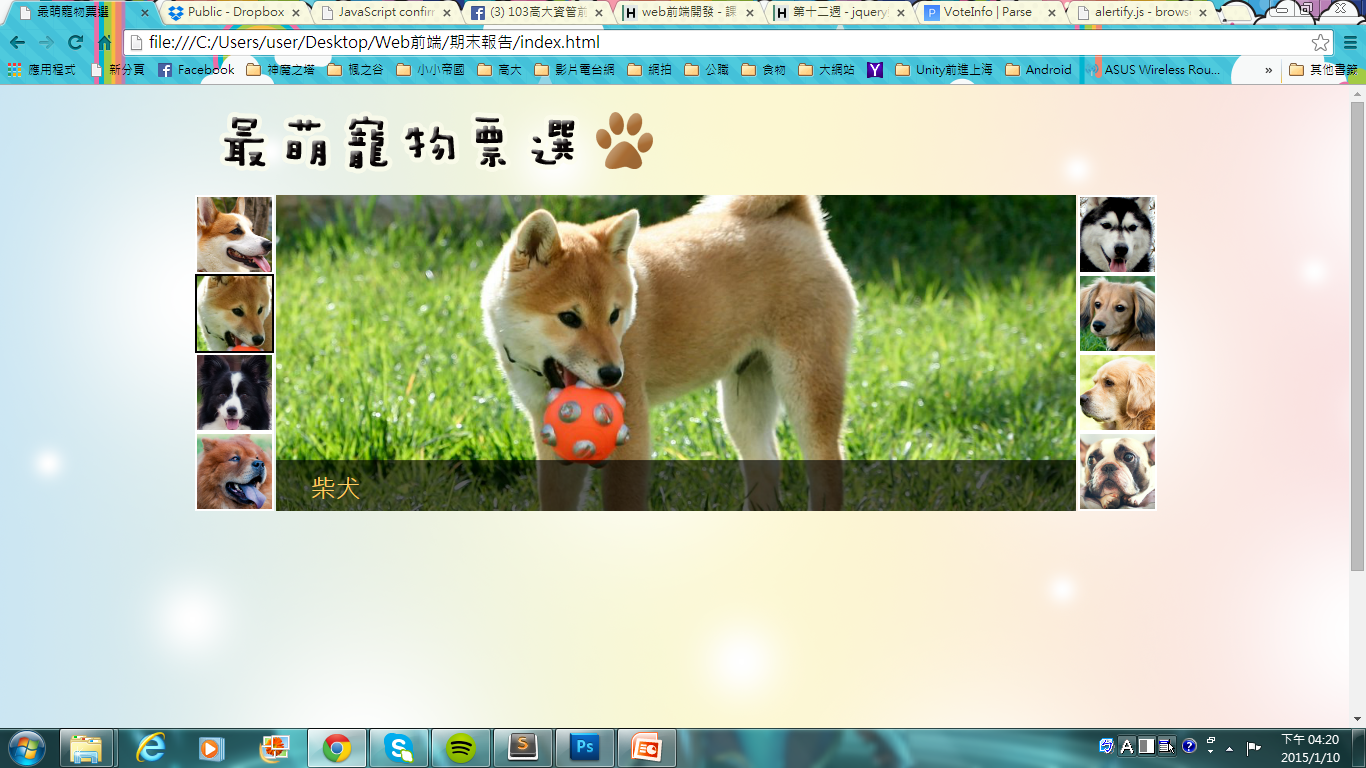 最萌寵物票選
Public - Dropbox
JavaScript confirm
(3) 103高大資管前
web前端開發 - 課
第十二週 - jquery
VoteInfo | Parse
alertify.js - browse
file:///C:/Users/user/Desktop/Web前端/期末報告/index.html
應用程式 新分頁 Facebook 神魔之塔 楓之谷 小小帝國 高大 影片電台網 網拍 公職 食物 大網站 Unity前進上海 Android ASUS Wireless Rou... » 其他書籤
最萌寵物票選
柴犬
下午 04:20
2015/1/10